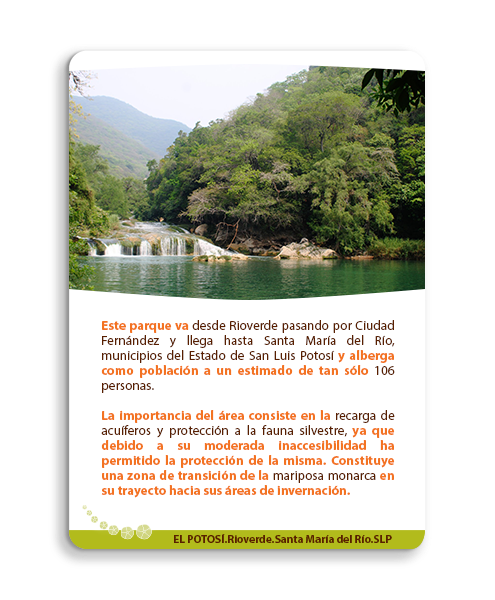 Este parque va desde Rioverde pasando por Ciudad
Fernández y llega hasta Santa María del Río,
municipios del Estado de San Luis Potosí y alberga
como población a un estimado de tan sólo 106
personas.
La importancia del área consiste en la recarga de
acuíferos y protección a la fauna silvestre, ya que
debido a su moderada inaccesibilidad ha
permitido la protección de la misma. Constituye
una zona de transición de la mariposa monarca en
su trayecto hacia sus áreas de invernación.
EL POTOSÍ.Rioverde.Santa María del Río.SLP